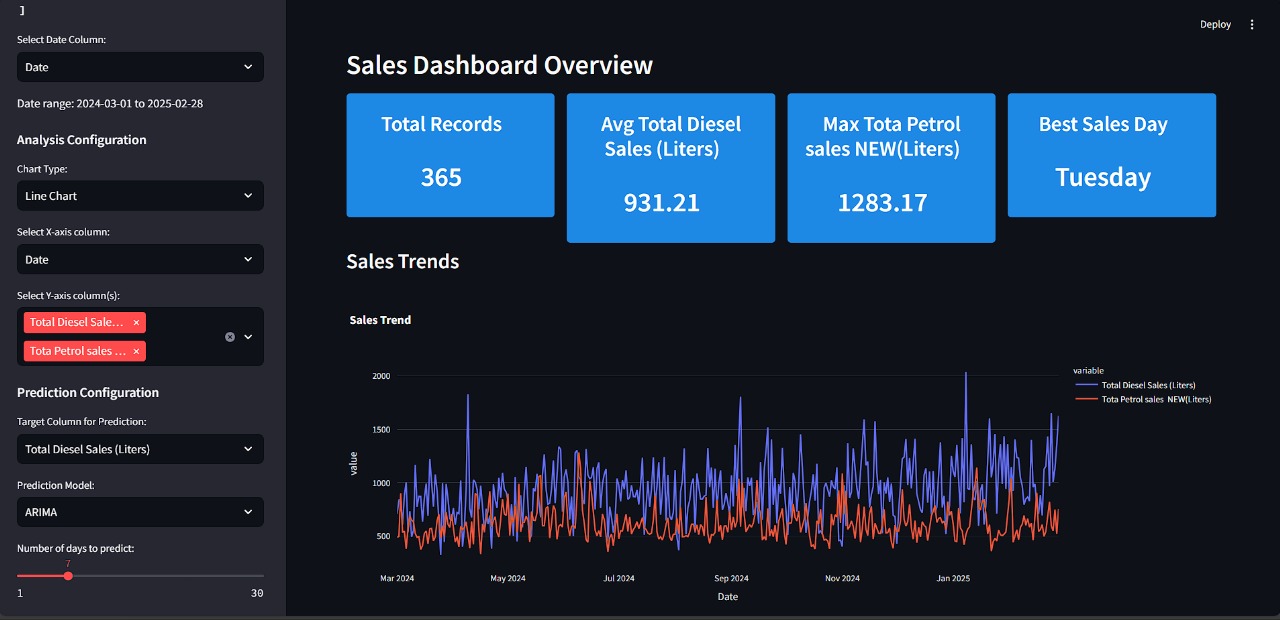 ]
Select Date Column:
Date
Date range: 2024-03-01 to 2025-02-28
Analysis Configuration
Chart Type:
Line Chart
Select X-axis column:
Date
Select Y-axis column(s):
Total Diesel Sale... ×
Tota Petrol sales ... ×
Prediction Configuration
Target Column for Prediction:
Total Diesel Sales (Liters)
Prediction Model:
ARIMA
Number of days to predict:
7
1 30
Deploy
Sales Dashboard Overview
Total Records
365
Avg Total Diesel
Sales (Liters)
931.21
Max Tota Petrol
sales NEW(Liters)
1283.17
Best Sales Day
Tuesday
Sales Trends
Sales Trend
value
2000
1500
1000
500
Mar 2024 May 2024 Jul 2024 Sep 2024 Nov 2024 Jan 2025
Date
variable
Total Diesel Sales (Liters)
Tota Petrol sales NEW(Liters)